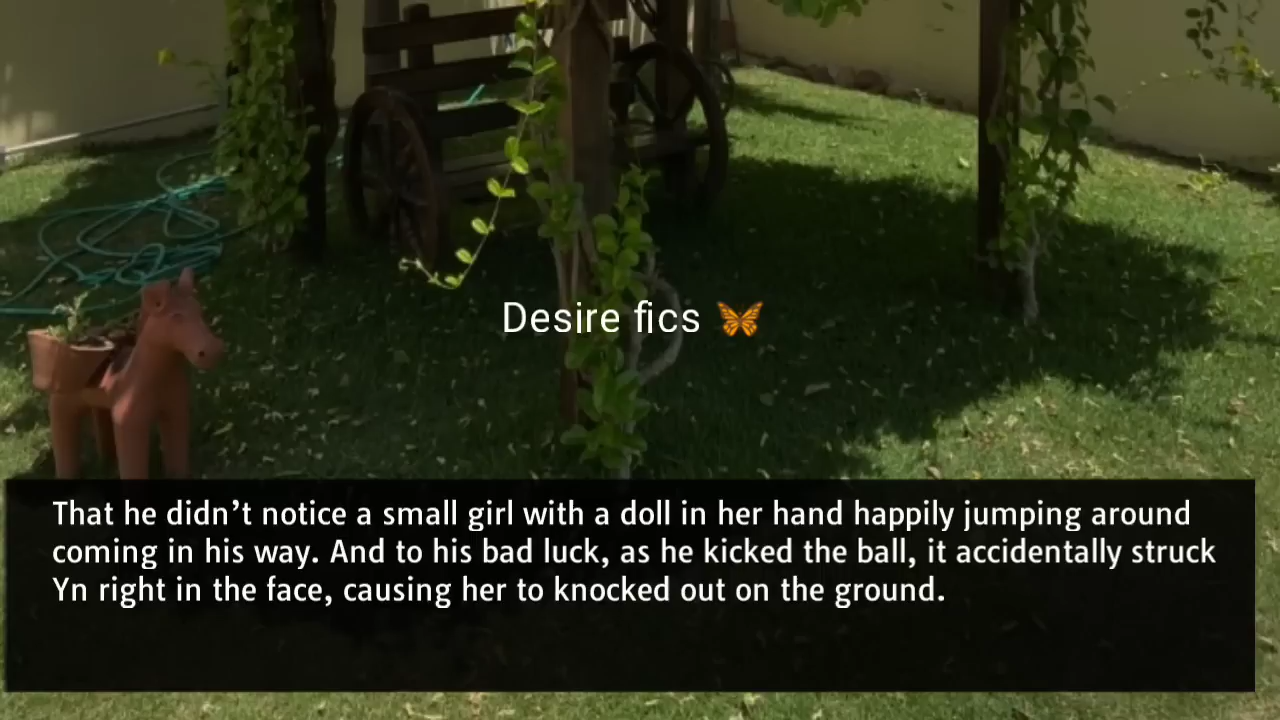 Desire fics 🦋
That he didn’t notice a small girl with a doll in her hand happily jumping around
coming in his way. And to his bad luck, as he kicked the ball, it accidentally struck
Yn right in the face, causing her to knocked out on the ground.